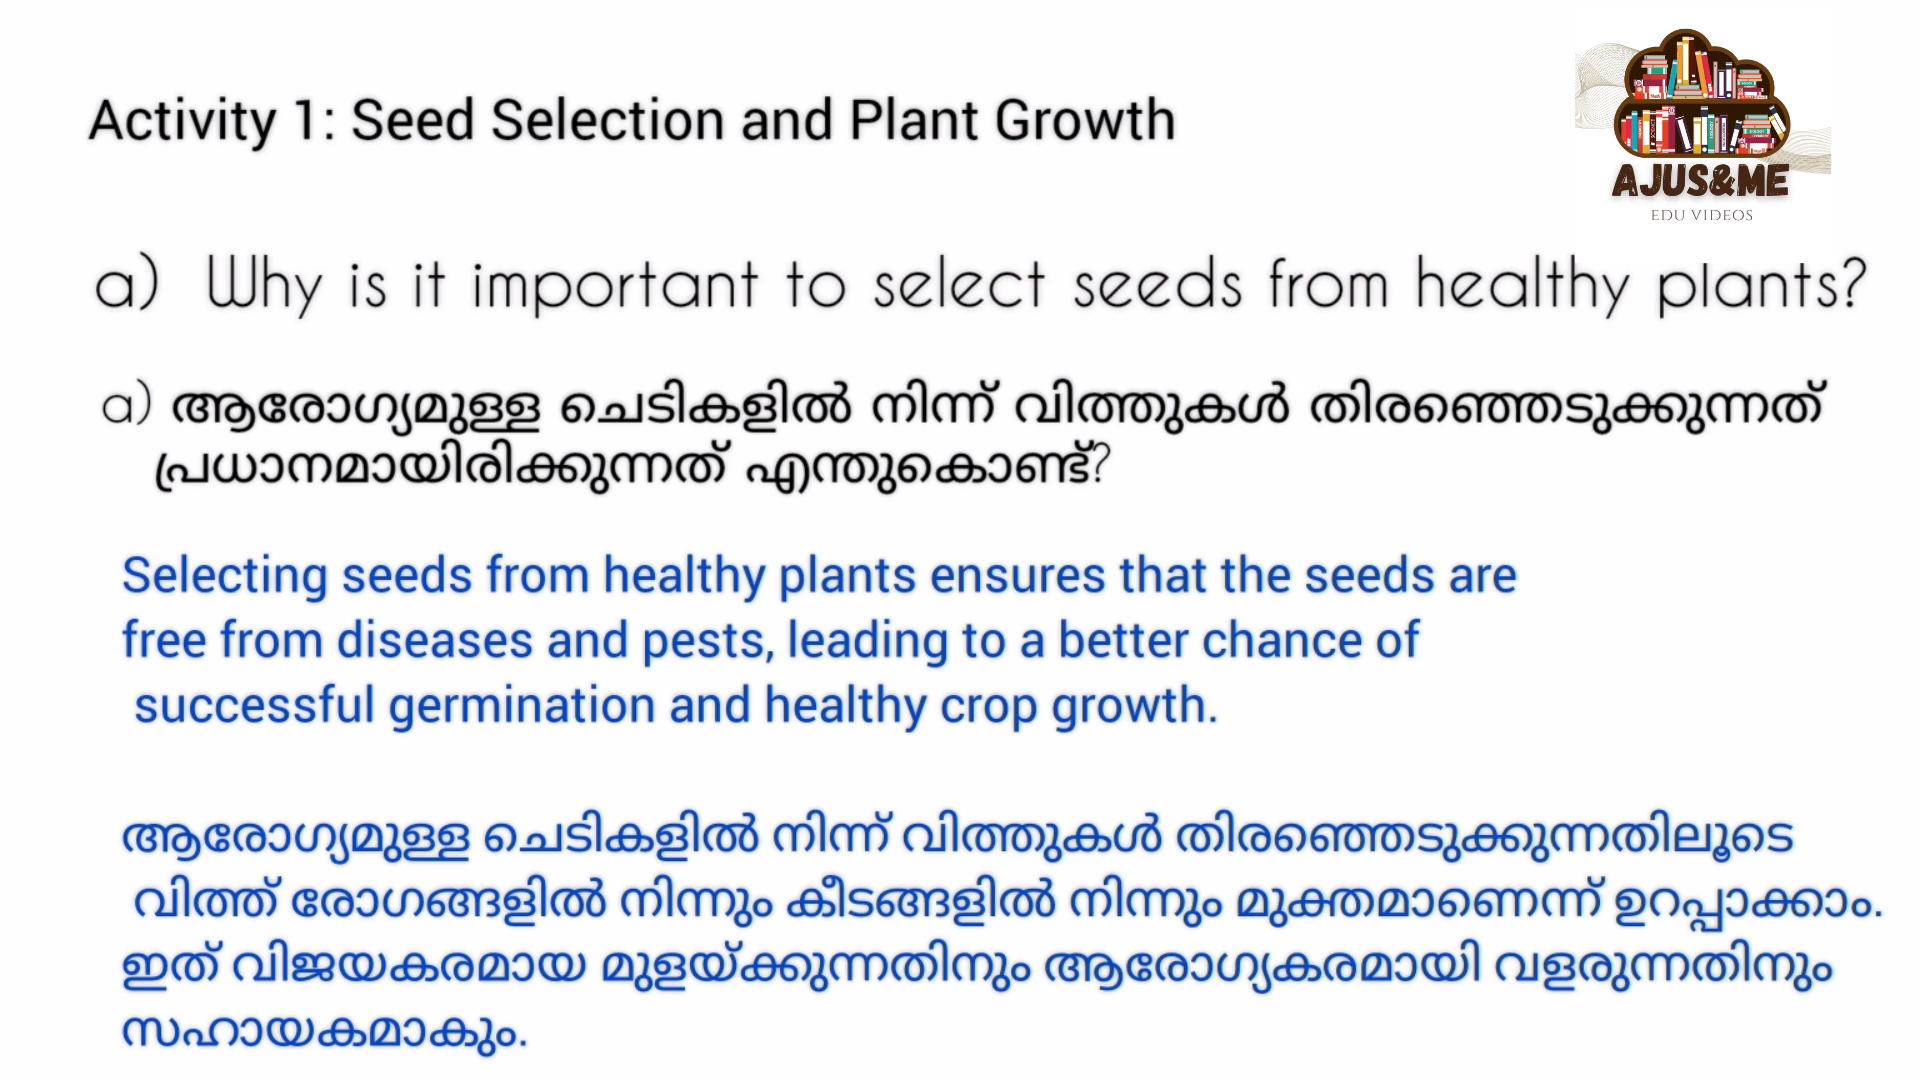 AJUS&ME
EDU VIDEOS
Activity 1: Seed Selection and Plant Growth
a) Why is it important to select seeds from healthy plants?
a) ആരോഗ്യമുള്ള ചെടികളിൽ നിന്ന് വിത്തുകൾ തിരഞ്ഞെടുക്കുന്നത്
പ്രധാനമായിരിക്കുന്നത് എന്തുകൊണ്ട്?
Selecting seeds from healthy plants ensures that the seeds are
free from diseases and pests, leading to a better chance of
successful germination and healthy crop growth.
ആരോഗ്യമുള്ള ചെടികളിൽ നിന്ന് വിത്തുകൾ തിരഞ്ഞെടുക്കുന്നതിലൂടെ
വിത്ത് രോഗങ്ങളിൽ നിന്നും കീടങ്ങളിൽ നിന്നും മുക്തമാണെന്ന് ഉറപ്പാക്കാം.
ഇത് വിജയകരമായ മുളയ്ക്കുന്നതിനും ആരോഗ്യകരമായി വളരുന്നതിനും
സഹായകമാകും.